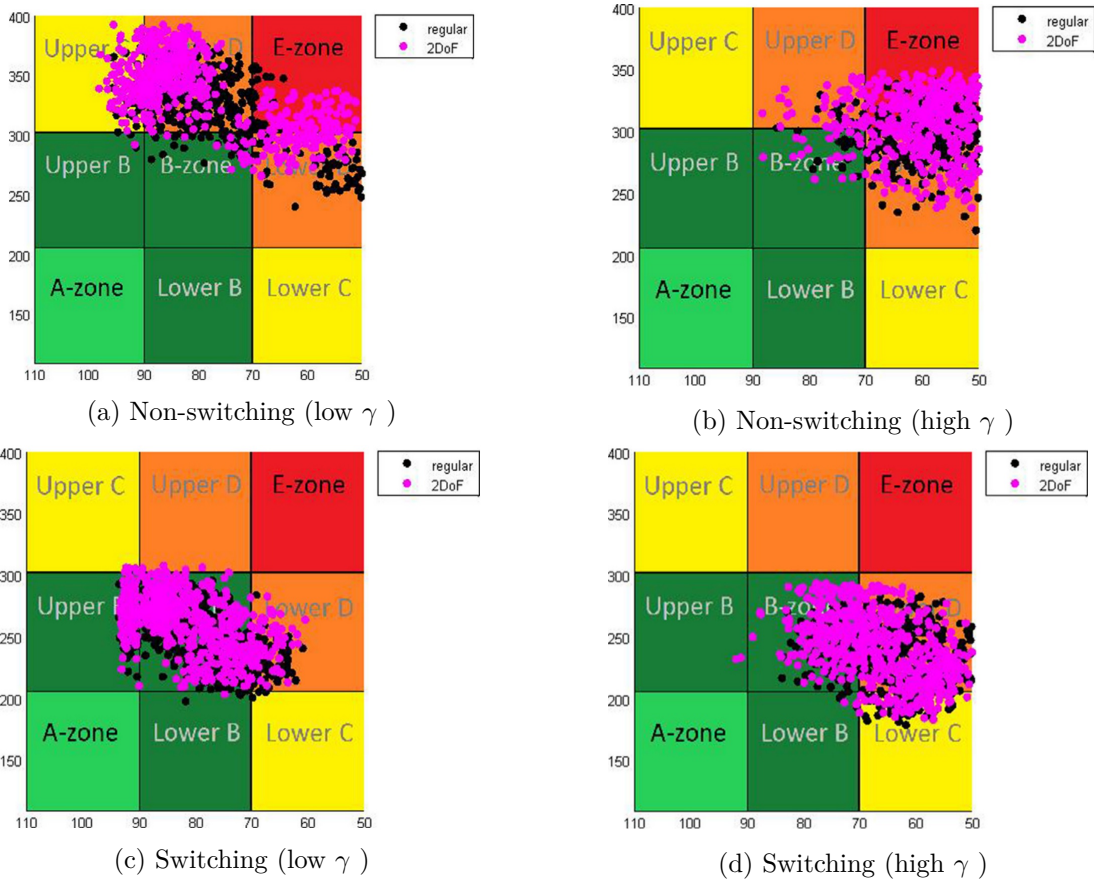 400
350
300
250
200
150
110 100 90 80 70 60 50
Upper D
E-zone
Upper B
B-zone
Lower
A-zone
Lower B
Lower C
regular
2DoF
(a) Non-switching (low γ )
400
350
300
250
200
150
110 100 90 80 70 60 50
Upper C
Upper D
E-zone
Upper B
B-zone
A-zone
Lower B
Lower C
regular
2DoF
(b) Non-switching (high γ )
400
350
300
250
200
150
110 100 90 80 70 60 50
Upper C
Upper D
E-zone
Upper B
Lower D
A-zone
Lower B
Lower C
regular
2DoF
(c) Switching (low γ )
400
350
300
250
200
150
110 100 90 80 70 60 50
Upper C
Upper D
E-zone
Upper B
B-zone
D
A-zone
Lower B
Lower C
regular
2DoF
(d) Switching (high γ )